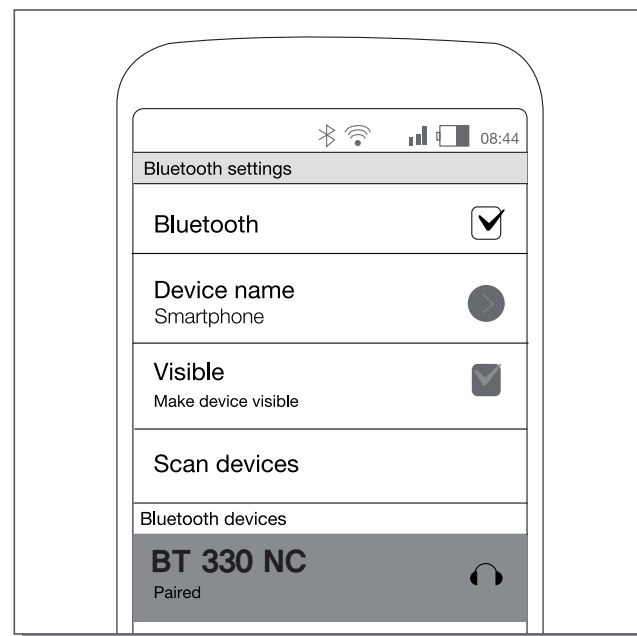 08:44
Bluetooth settings
Bluetooth
Device name
Smartphone
Visible
Make device visible
Scan devices
Bluetooth devices
BT 330 NC
Paired